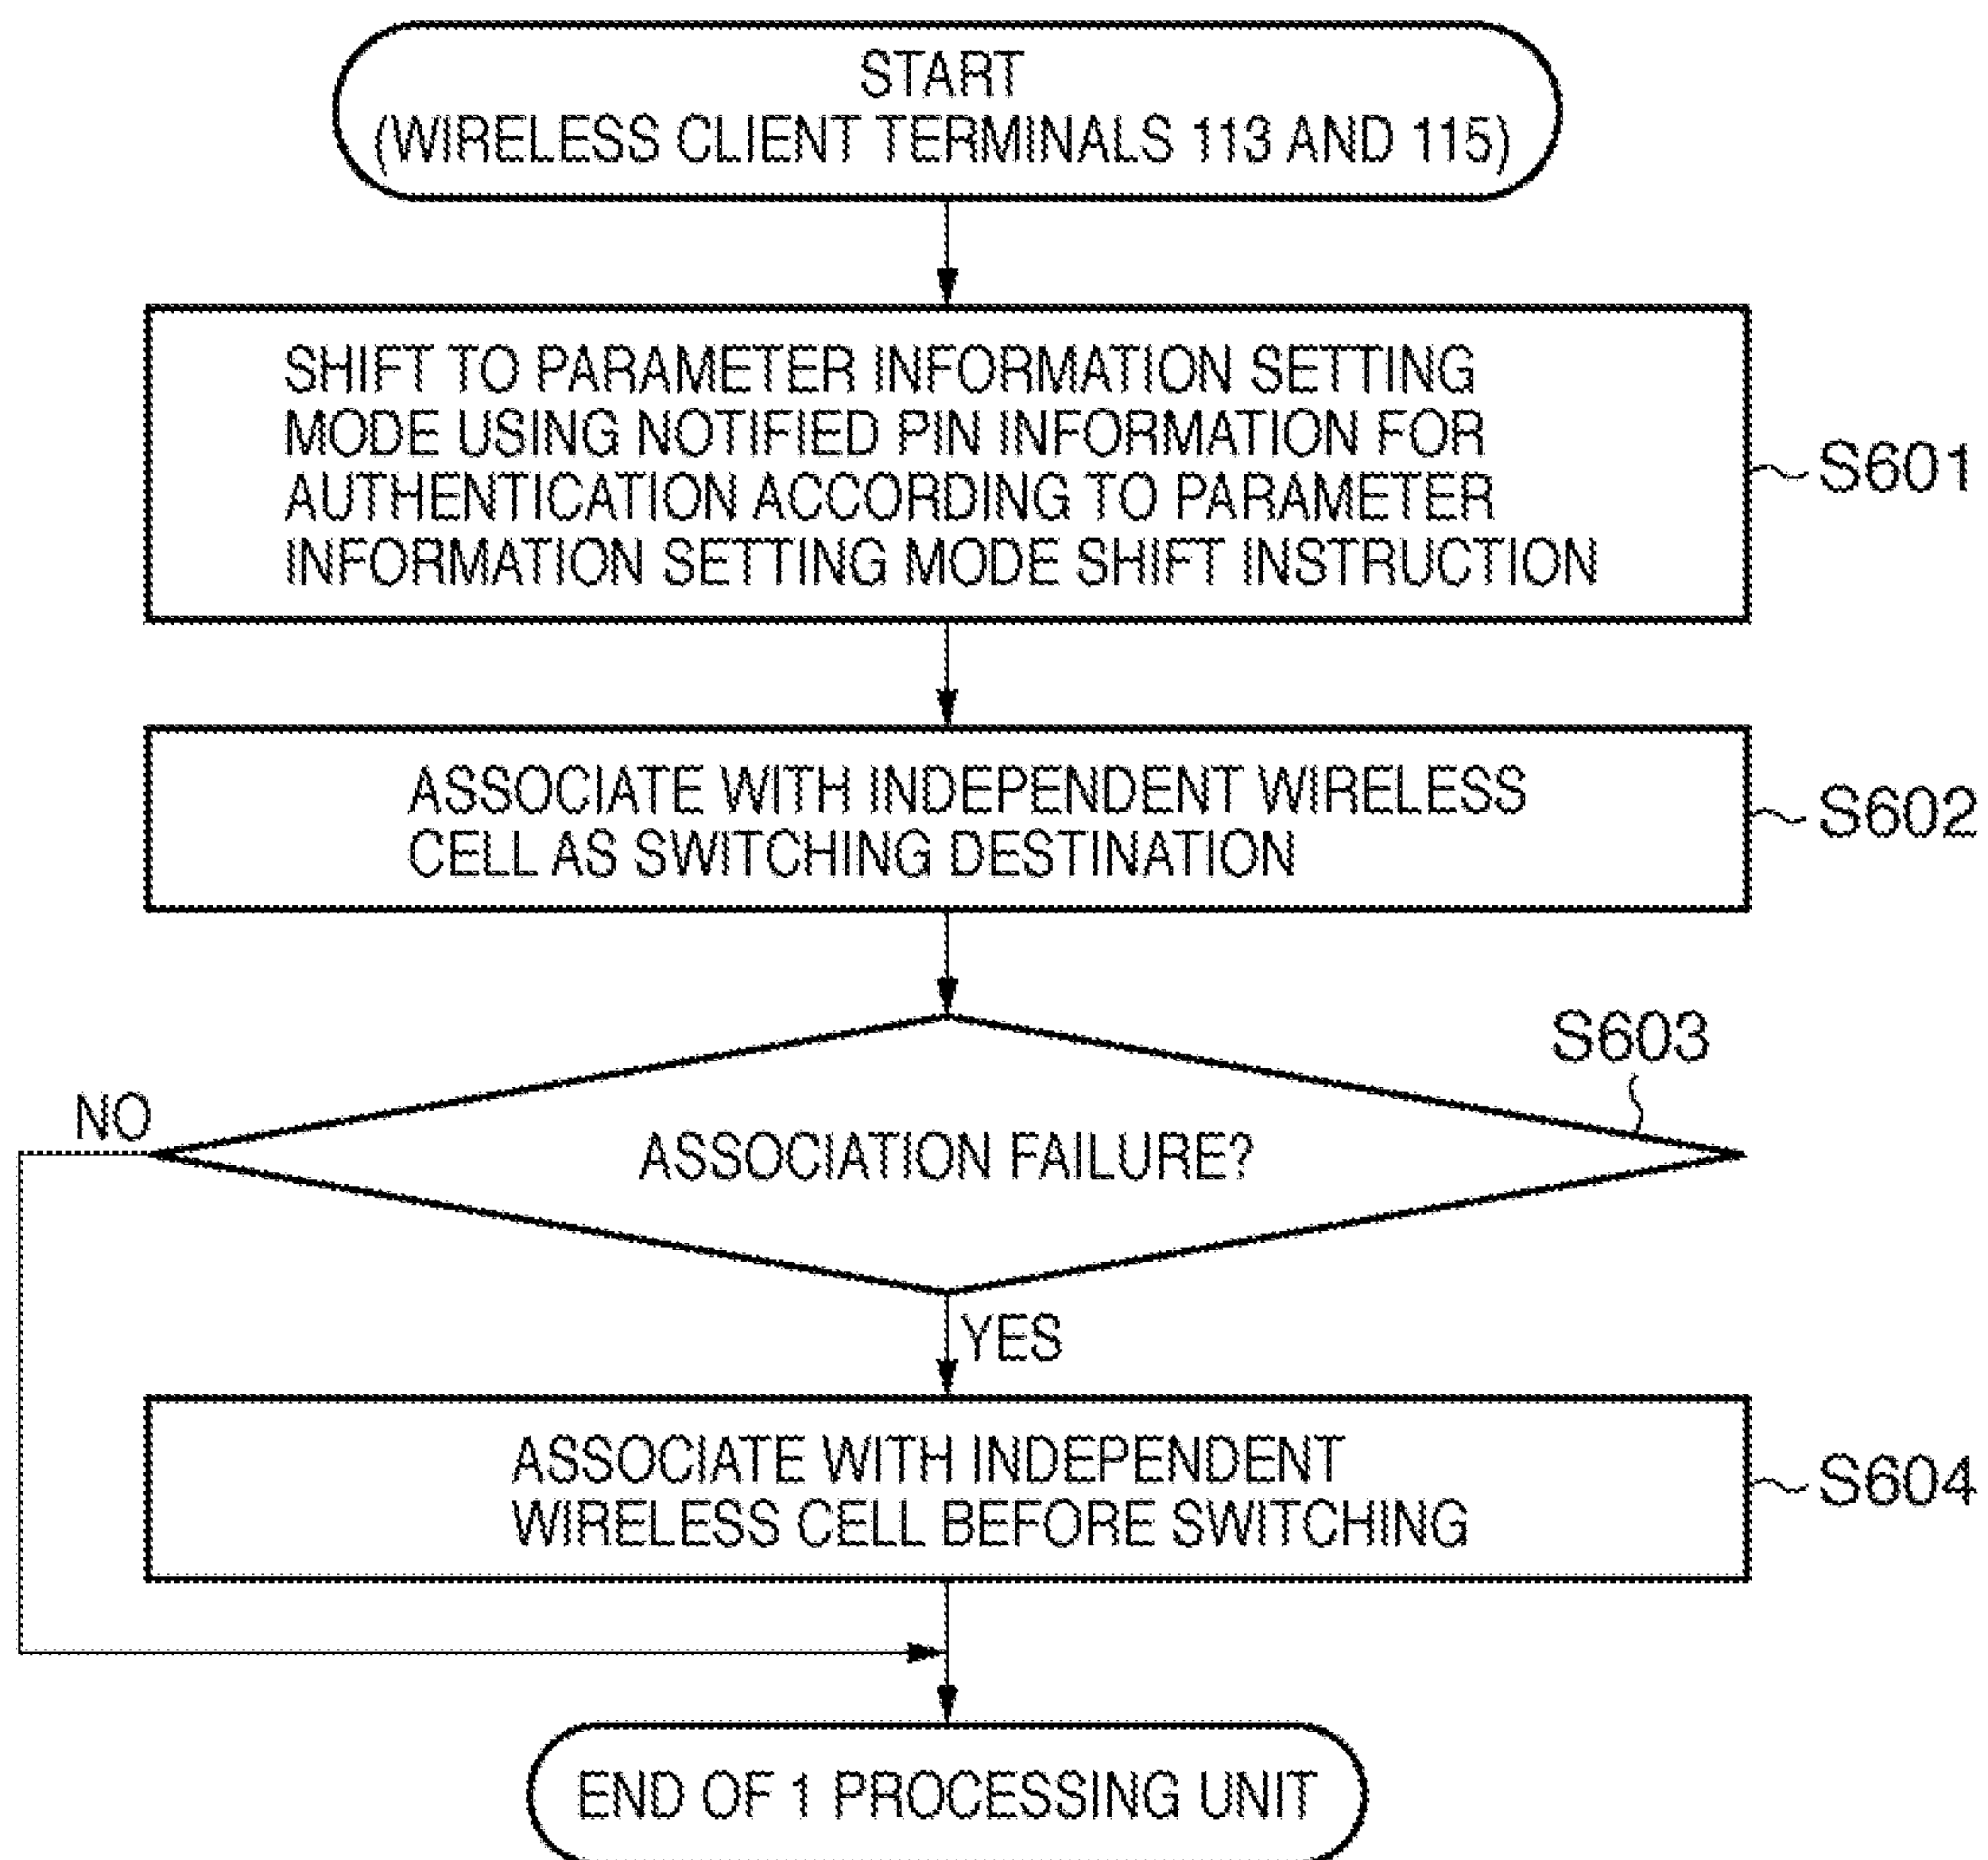 START
(WIRELESS CLIENT TERMINALS 113 AND 115)
SHIFT TO PARAMETER INFORMATION SETTING
MODE USING NOTIFIED PIN INFORMATION FOR
AUTHENTICATION ACCORDING TO PARAMETER
INFORMATION SETTING MODE SHIFT INSTRUCTION
S601
ASSOCIATE WITH INDEPENDENT WIRELESS
CELL AS SWITCHING DESTINATION
S602
S603
NO
ASSOCIATION FAILURE?
YES
ASSOCIATE WITH INDEPENDENT
WIRELESS CELL BEFORE SWITCHING
S604
END OF 1 PROCESSING UNIT